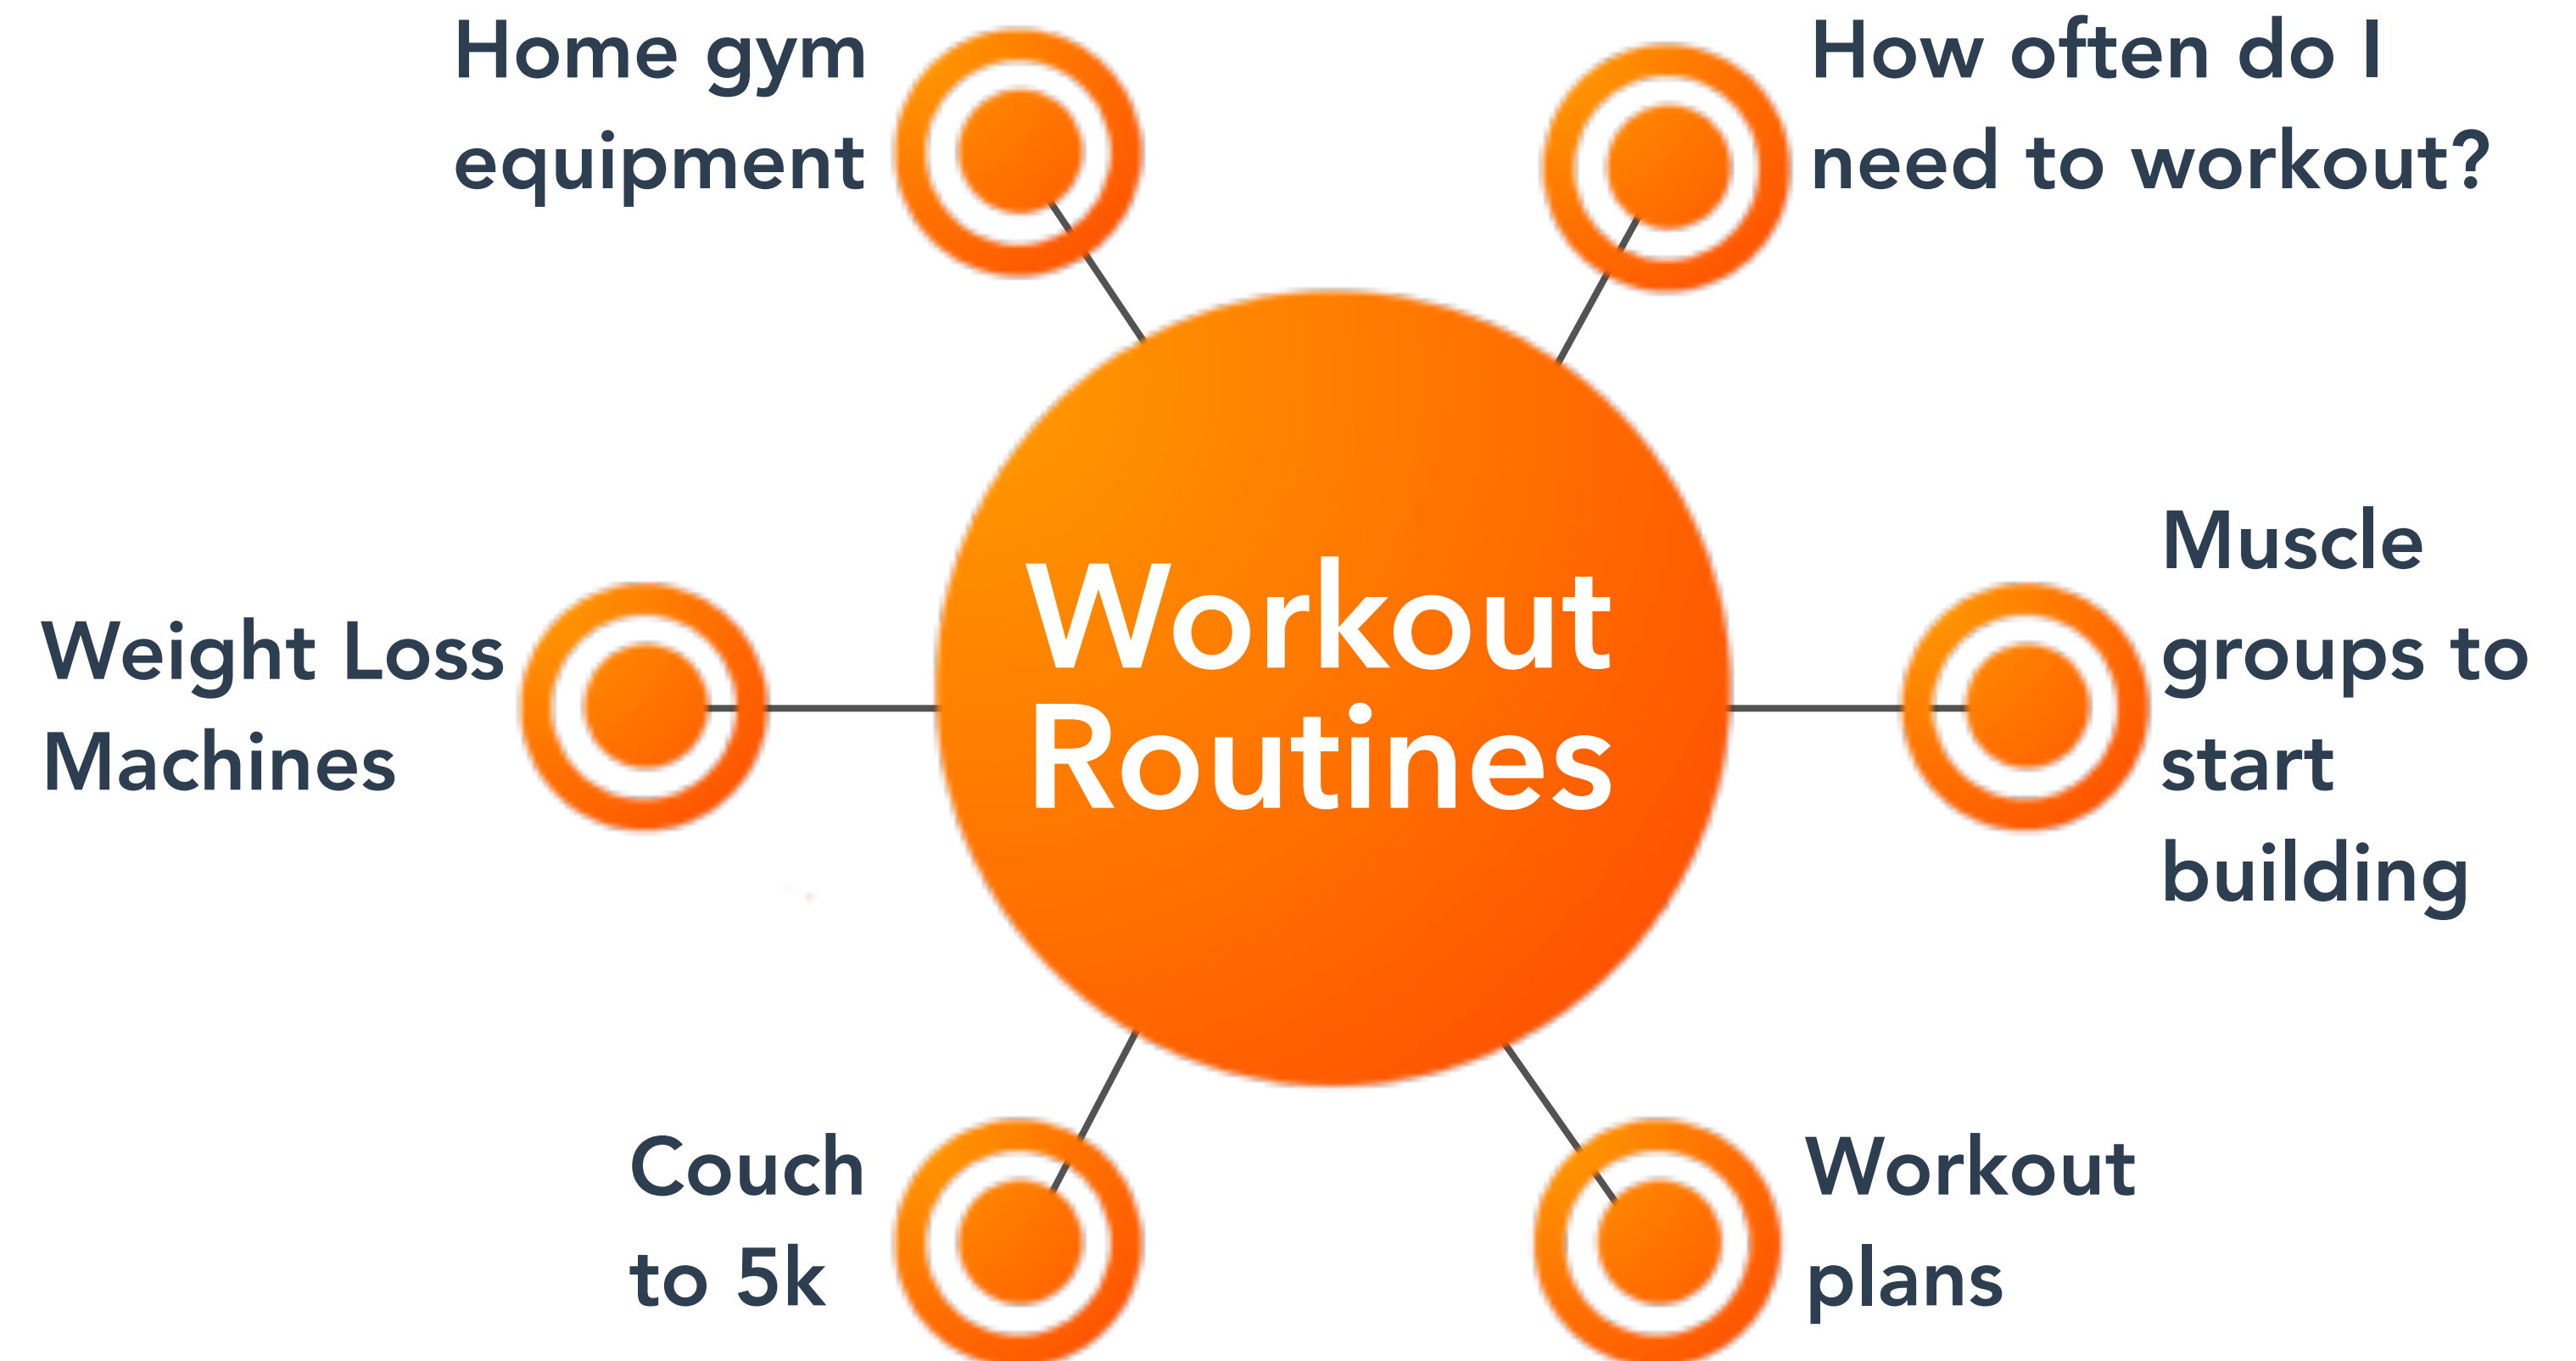 Home gym
equipment
How often do I
need to workout?
Weight Loss
Machines
Workout
Routines
Muscle
groups to
start
building
Couch
to 5k
Workout
plans